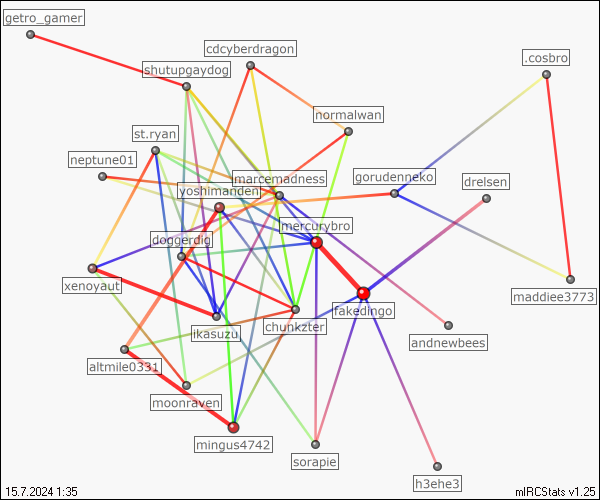 getro_gamer
cdcyberdragon
.cosbro
shutupgaydog
normalwan
st.ryan
neptune01
marcemadness
gorudenneko
drelsen
yoshimandenj
mercurybro
doggerdiq
xenoyaut
maddiee3773
fakedingo
ikasuzu
chunkzter
andnewbees
altmile0331
moonraven
mingus4742
sorapie
h3ehe3
15.7.2024 1:35
mIRCStats v1.25